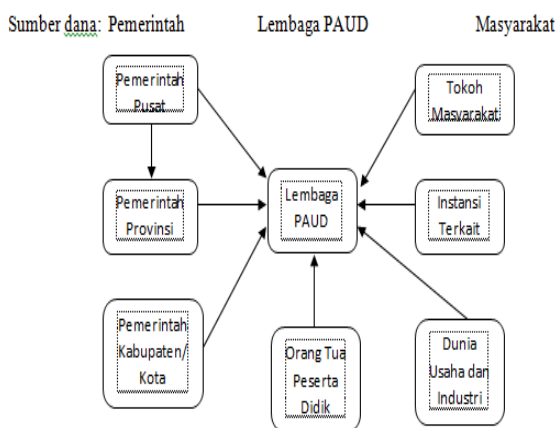 Sumber dana: Pemerintah Lembaga PAUD Masyarakat
Pemerintah
Pusat
Tokoh
Masyarakat
Pemerintah
Provinsi
Lembaga
PAUD
Instansi
Terkait
Pemerintah
Kabupaten/
Kota
Orang Tua
Peserta
Didik
Dunia
Usaha dan
Industri